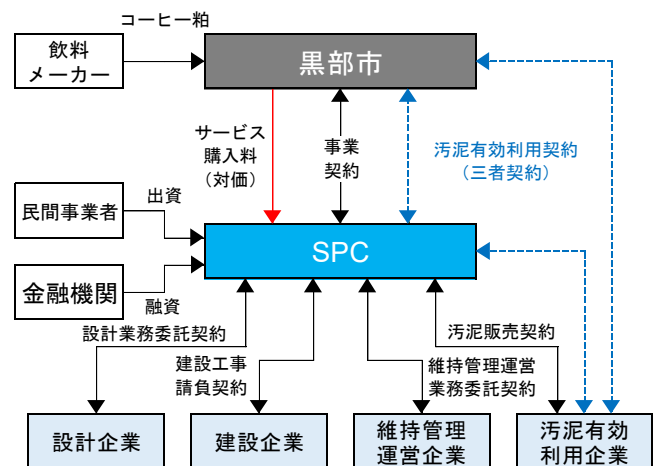 コーヒー粕
飲料
メーカー
黒部市
サービス
購入料
（対価）
事業
契約
汚泥有効利用契約
（三者契約）
民間事業者
出資
SPC
金融機関
融資
設計業務委託契約
汚泥販売契約
建設工事
請負契約
維持管理運営
業務委託契約
設計企業
建設企業
維持管理
運営企業
汚泥有効
利用企業